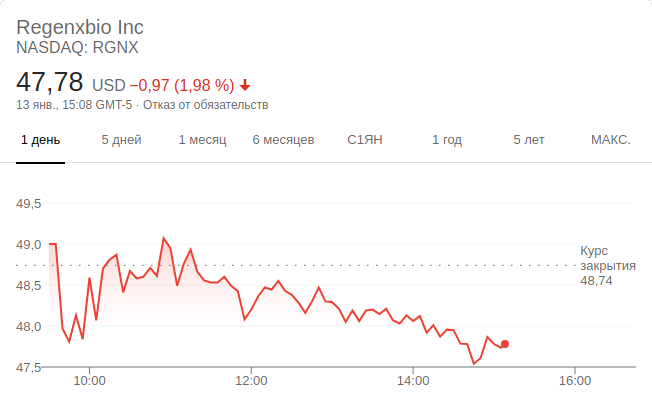 Regenxbio Inc
NASDAQ: RGNX
47,78 USD −0,97 (1,98 %)
13 янв., 15:08 GMT-5 · Отказ от обязательств
1 день 5 дней 1 месяц 6 месяцев С1ЯН 1 год 5 лет МАКС.
49,5
49,0
Курс
закрытия
48,74
48,5
48,0
47,5
10:00 12:00 14:00 16:00